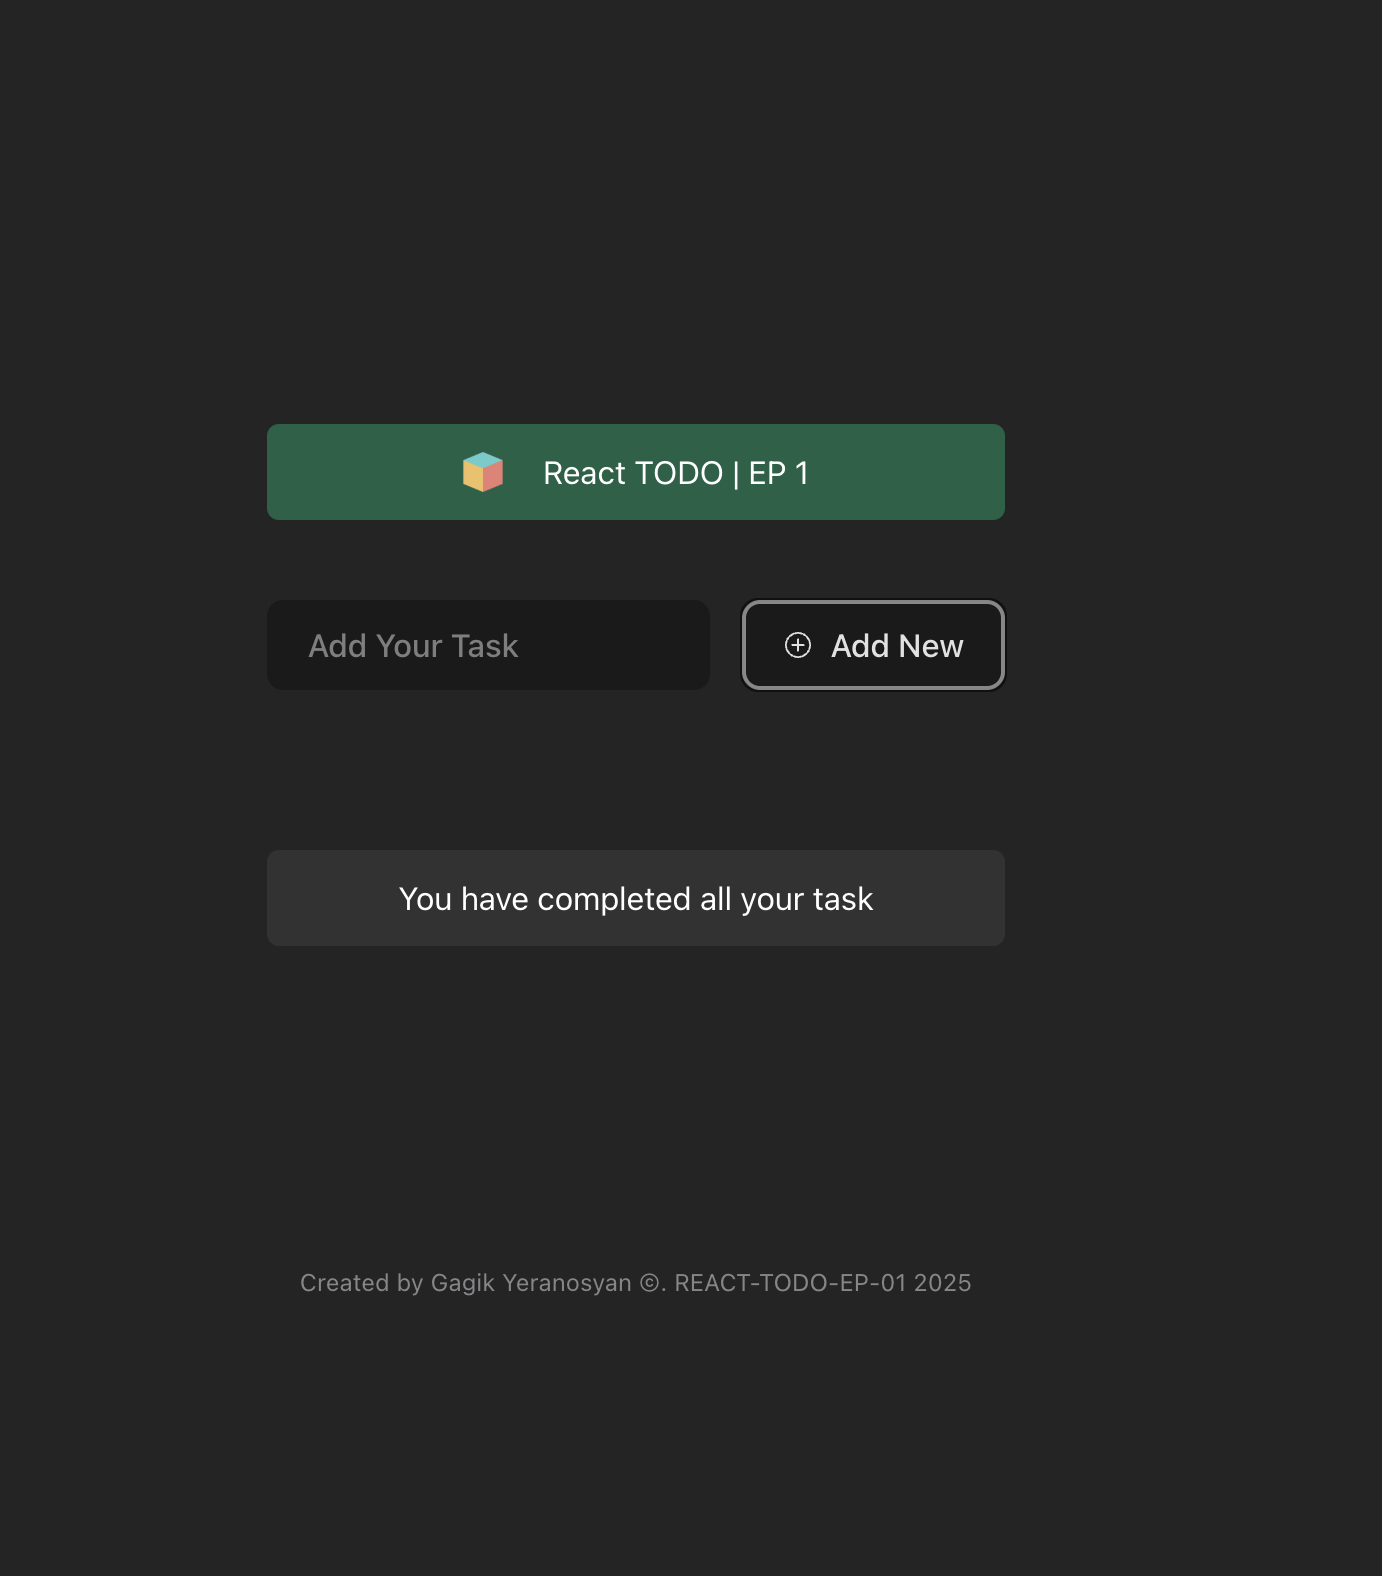 React TODO | EP 1
Add Your Task
Add New
You have completed all your task
Created by Gagik Yeranosyan ©. REACT-TODO-EP-01 2025